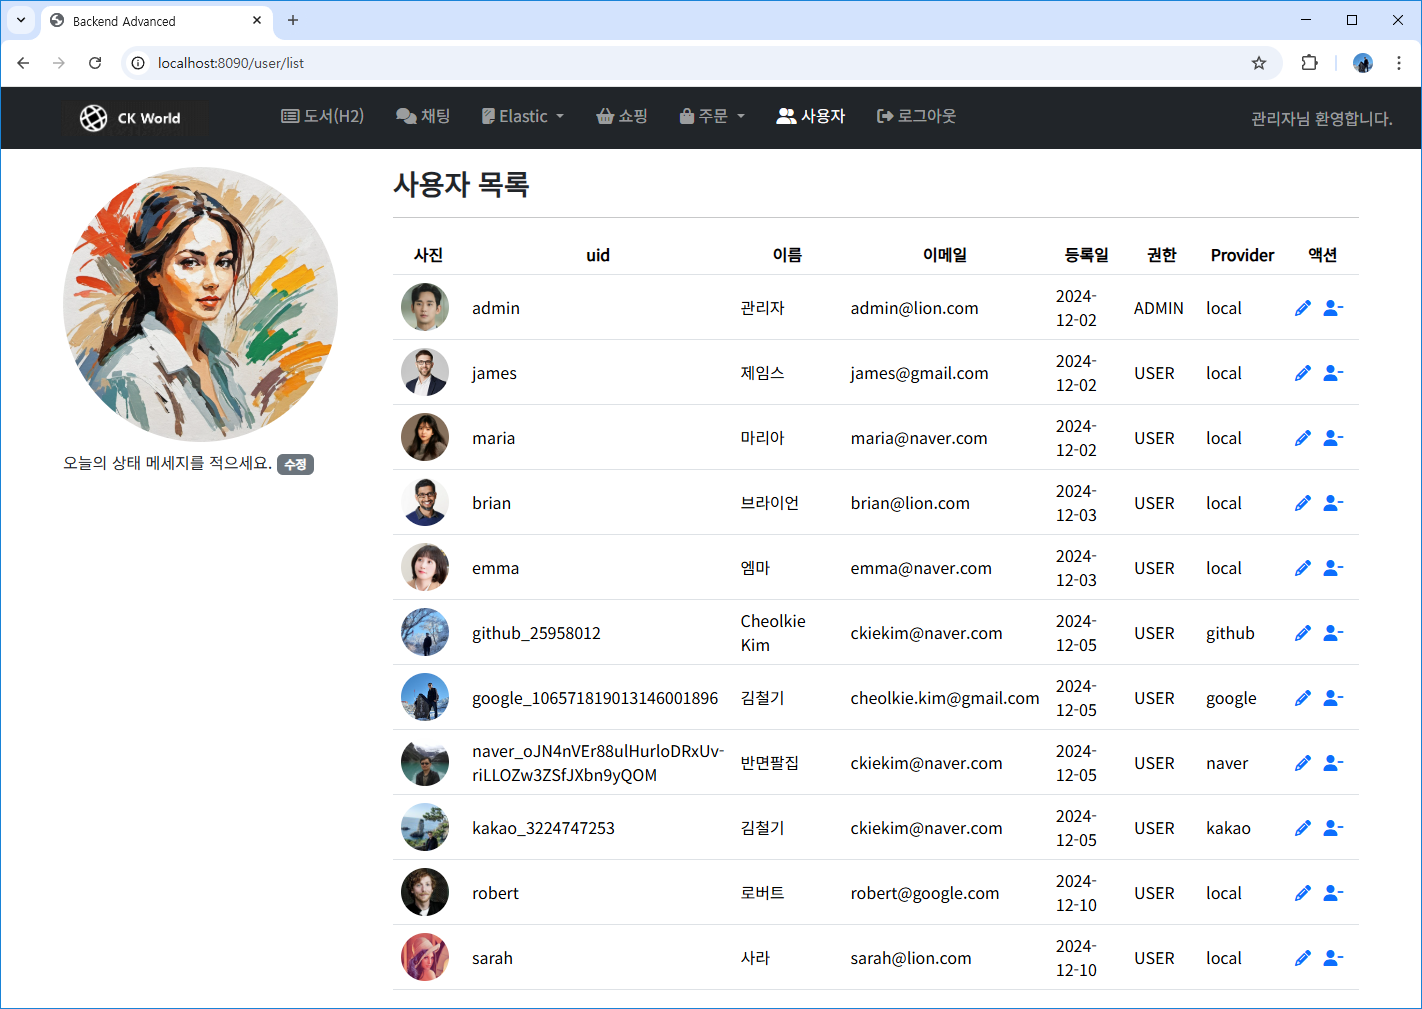 Backend Advanced
localhost:8090/user/list
CK World
도서(H2) 채팅 Elastic 쇼핑 주문 사용자 로그아웃 관리자님 환영합니다.
오늘의 상태 메세지를 적으세요. 수정
사용자 목록
사진 uid 이름 이메일 등록일 권한 Provider 액션
admin 관리자 admin@lion.com 2024-
12-02 ADMIN local
james 제임스 james@gmail.com 2024-
12-02 USER local
maria 마리아 maria@naver.com 2024-
12-02 USER local
brian 브라이언 brian@lion.com 2024-
12-03 USER local
emma 엠마 emma@naver.com 2024-
12-03 USER local
github_25958012 Cheolkie
Kim ckiekim@naver.com 2024-
12-05 USER github
google_106571819013146001896 김철기 cheolkie.kim@gmail.com 2024-
12-05 USER google
naver_oJN4nVEr88ulHurloDRxUv-
riLLOZw3ZSfJXbn9yQOM 반면팔집 ckiekim@naver.com 2024-
12-05 USER naver
kakao_3224747253 김철기 ckiekim@naver.com 2024-
12-05 USER kakao
robert 로버트 robert@google.com 2024-
12-10 USER local
sarah 사라 sarah@lion.com 2024-
12-10 USER local